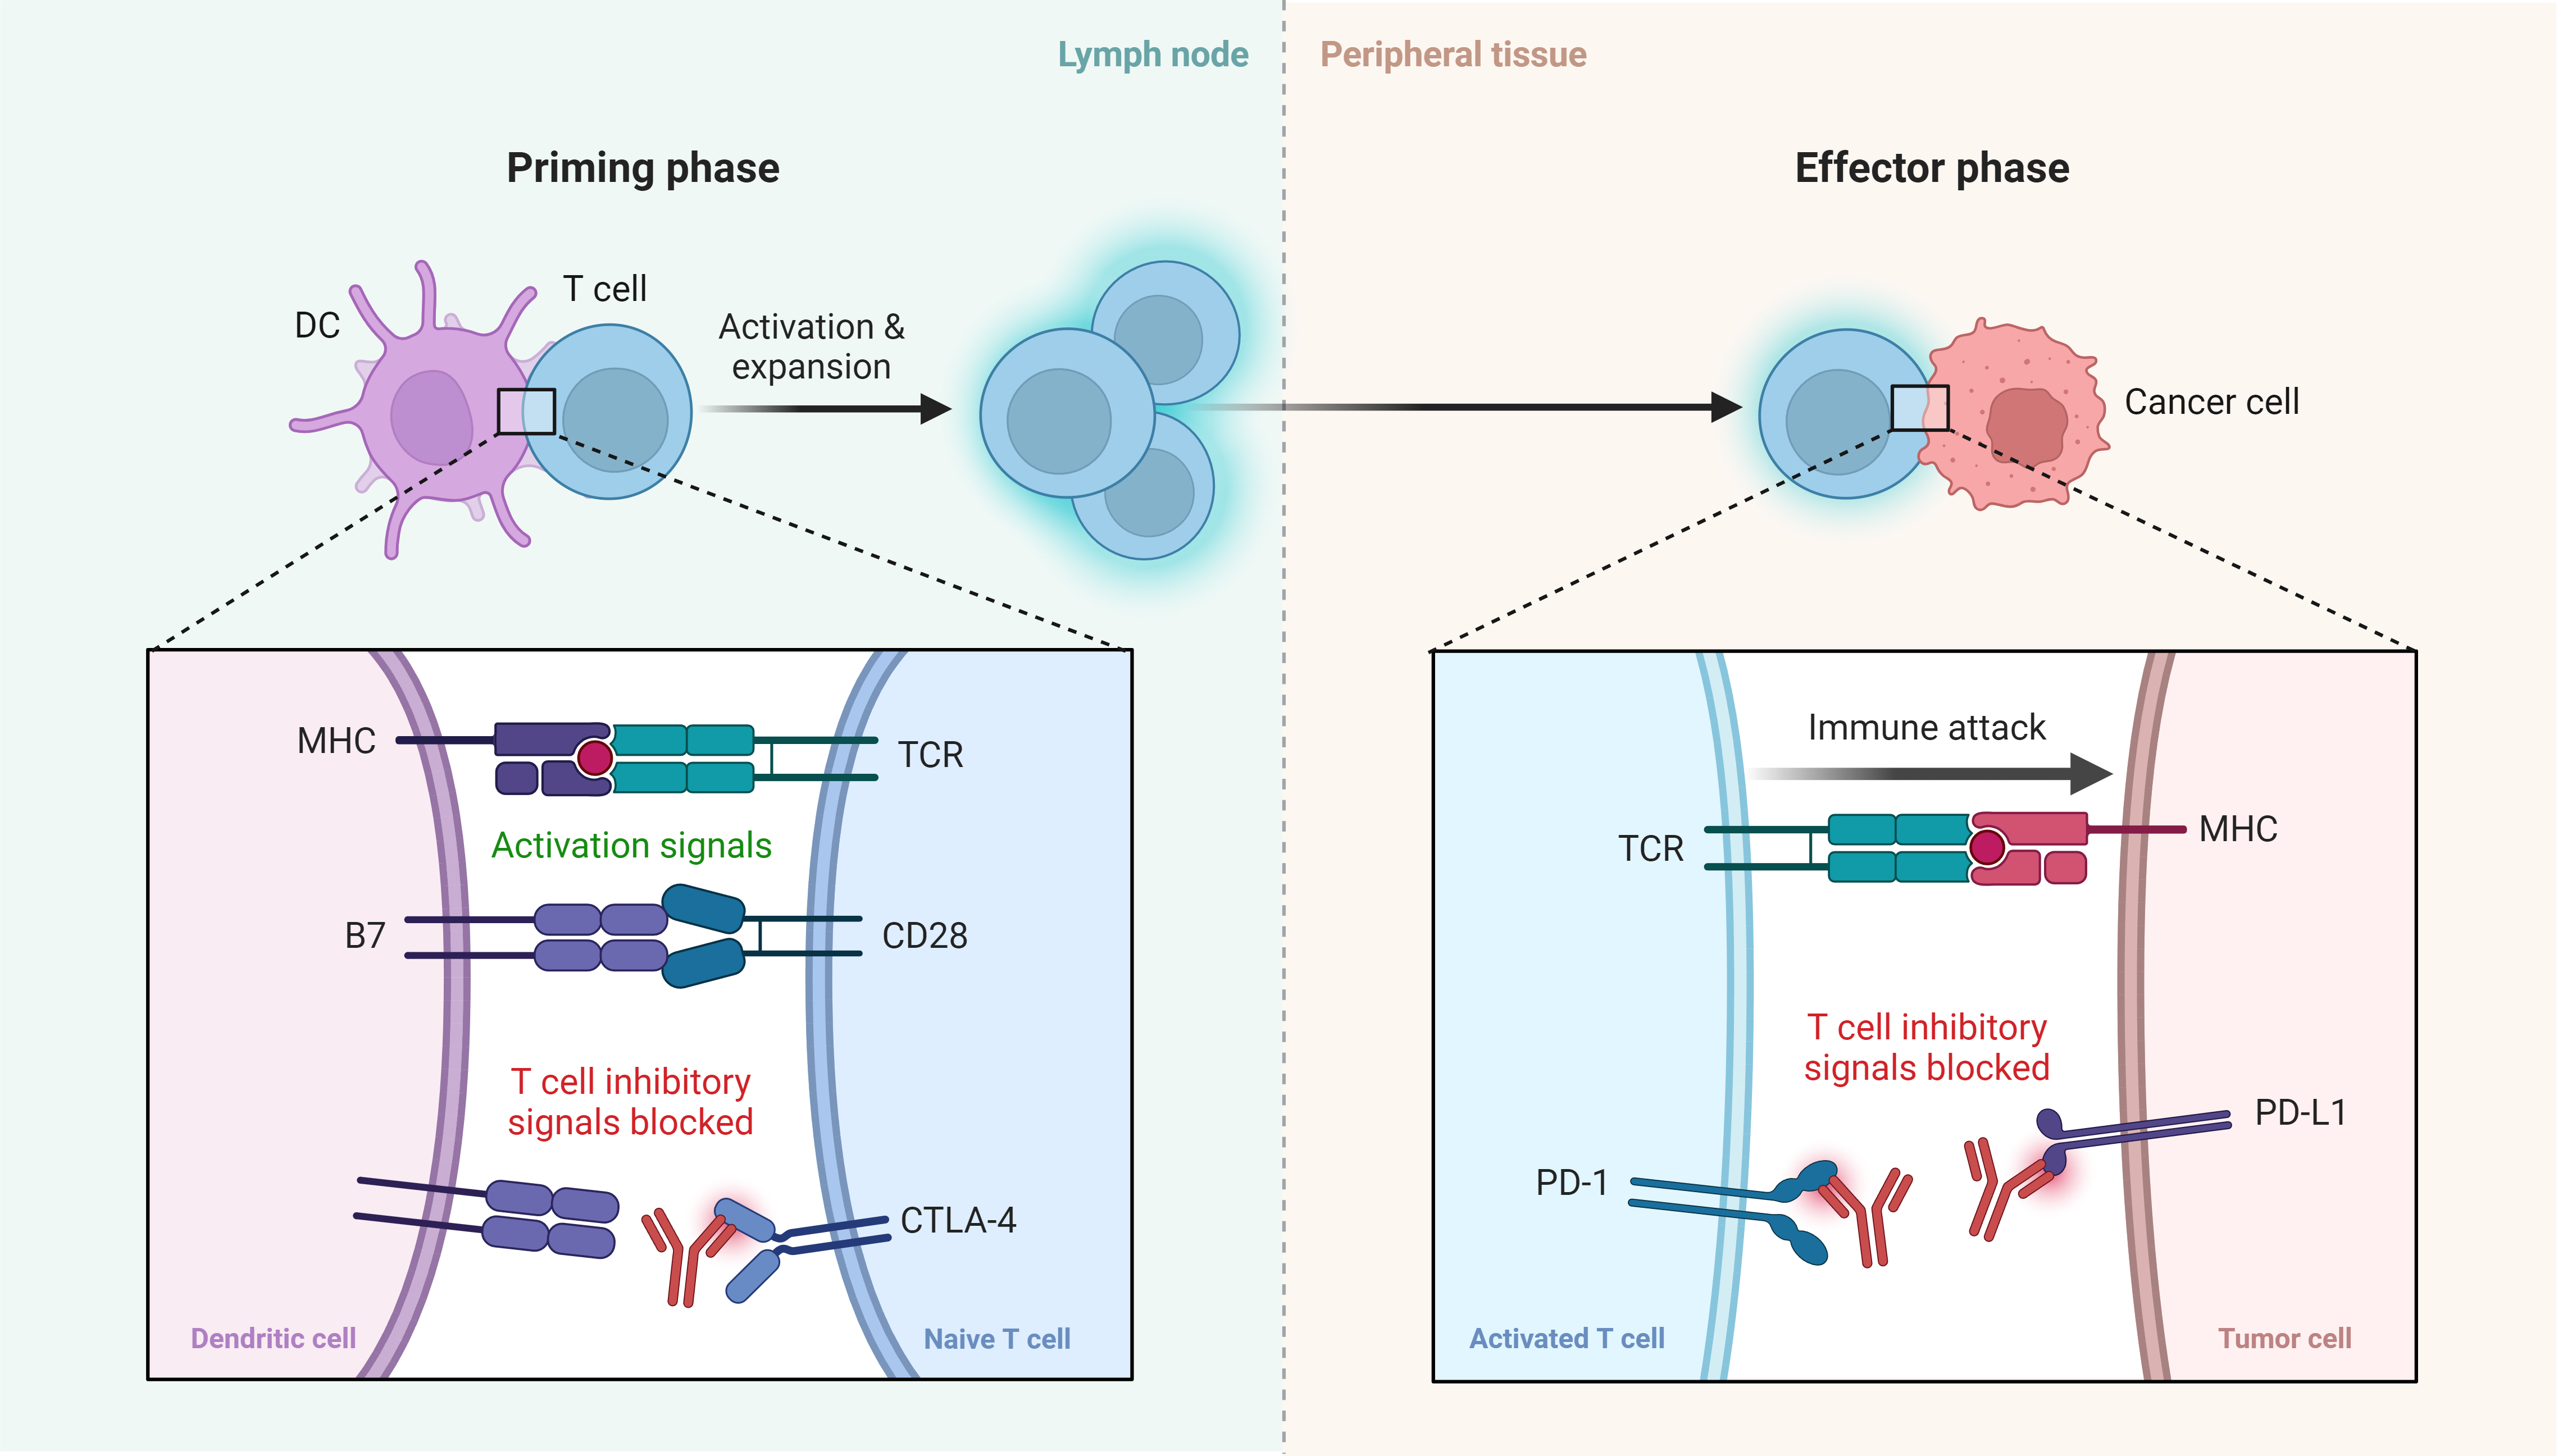 Lymph node
Peripheral tissue
Priming phase
Effector phase
DC
T cell
Activation &
expansion
Cancer cell
MHC
TCR
Activation signals
B7
CD28
T cell inhibitory
signals blocked
CTLA-4
Dendritic cell
Naive T cell
Immune attack
TCR
MHC
T cell inhibitory
signals blocked
PD-L1
PD-1
Activated T cell
Tumor cell